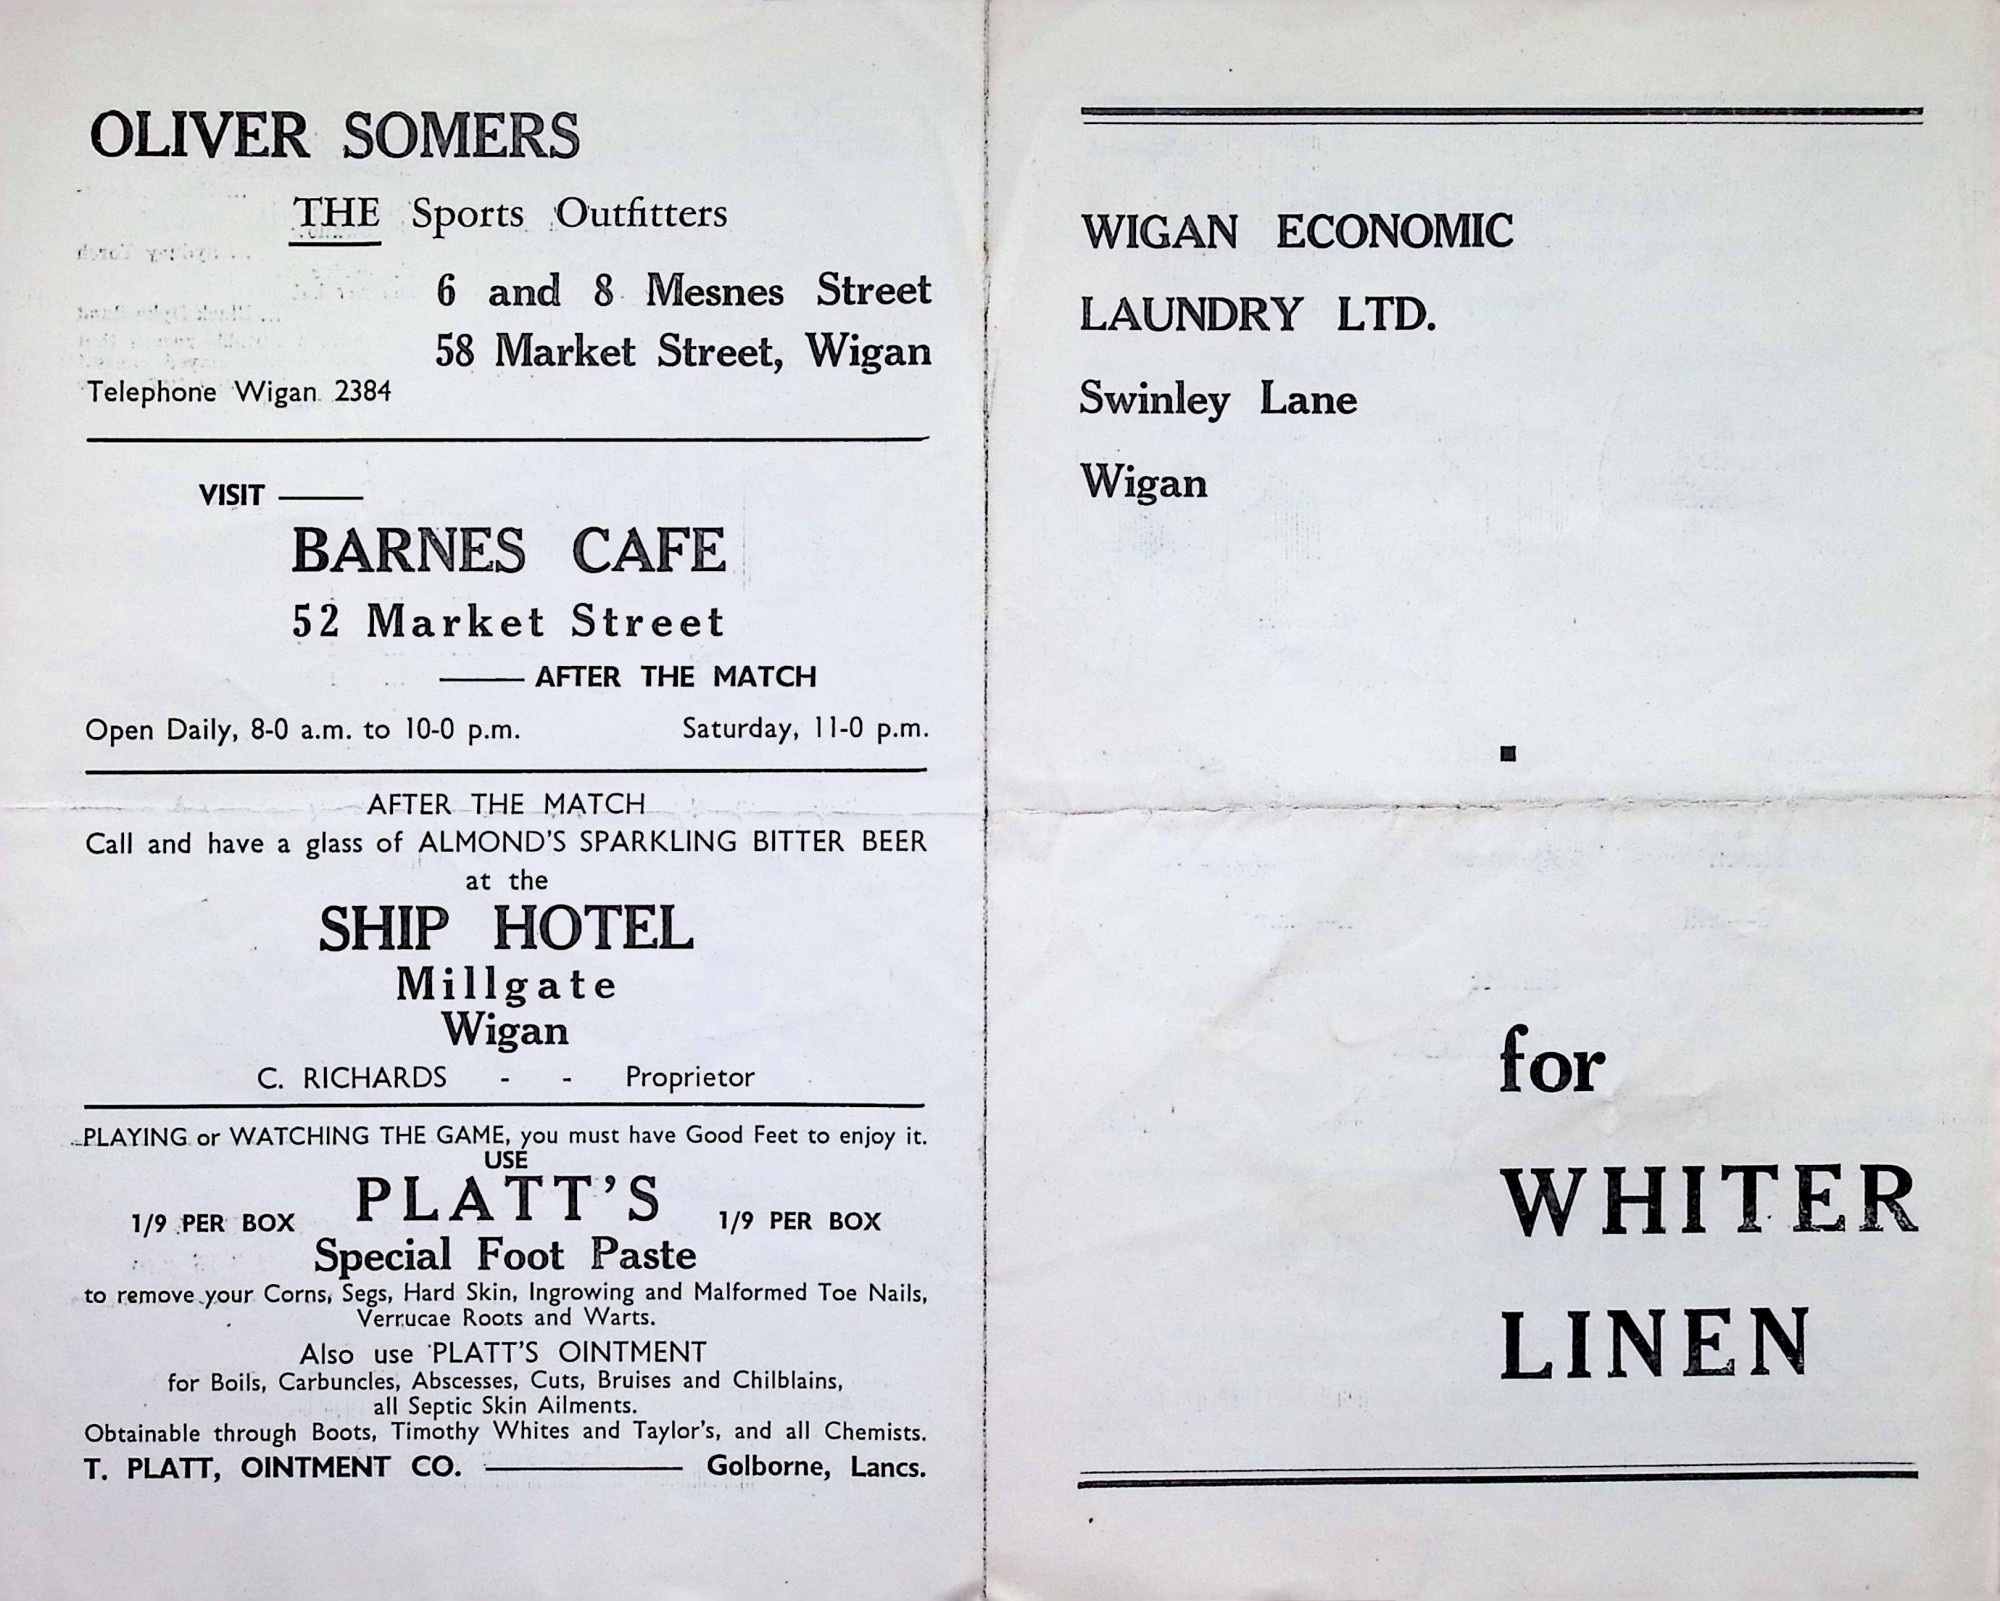 OLIVER SOMERS
THE Sports Outfitters
6 and 8 Mesnes Street
58 Market Street, Wigan
Telephone Wigan 2384
VISIT ——
BARNES CAFE
52 Market Street
—— AFTER THE MATCH
Open Daily, 8-0 a.m. to 10-0 p.m. Saturday, 11-0 p.m.
AFTER THE MATCH
Call and have a glass of ALMOND'S SPARKLING BITTER BEER
at the
SHIP HOTEL
Millgate
Wigan
C. RICHARDS - - Proprietor
PLAYING or WATCHING THE GAME, you must have Good Feet to enjoy it.
USE
1/9 PER BOX PLATT'S 1/9 PER BOX
Special Foot Paste
to remove your Corns, Segs, Hard Skin, Ingrowing and Malformed Toe Nails,
Verrucae Roots and Warts.
Also use PLATT'S OINTMENT
for Boils, Carbuncles, Abscesses, Cuts, Bruises and Chilblains,
all Septic Skin Ailments.
Obtainable through Boots, Timothy Whites and Taylor's, and all Chemists.
T. PLATT, OINTMENT CO. —— Golborne, Lancs.
WIGAN ECONOMIC
LAUNDRY LTD.
Swinley Lane
Wigan
for
WHITER
LINEN